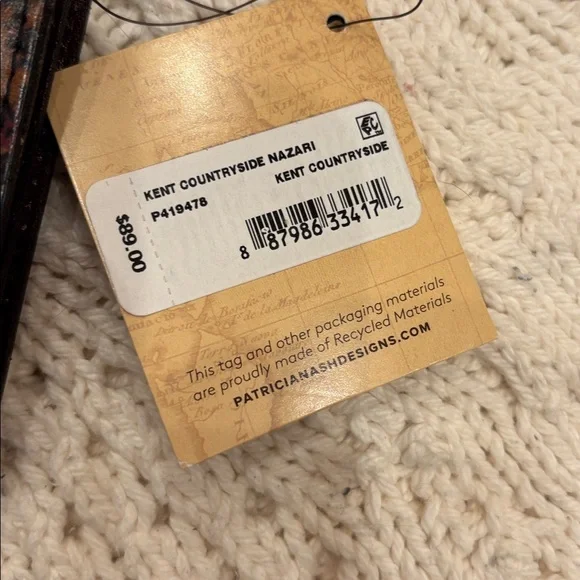 KENT COUNTRYSIDE NAZARI
KENT COUNTRYSIDE
P419478
$89.00
8 87986 33417 2
This tag and other packaging materials
are proudly made of Recycled Materials
PATRICIANASHDESIGNS.COM